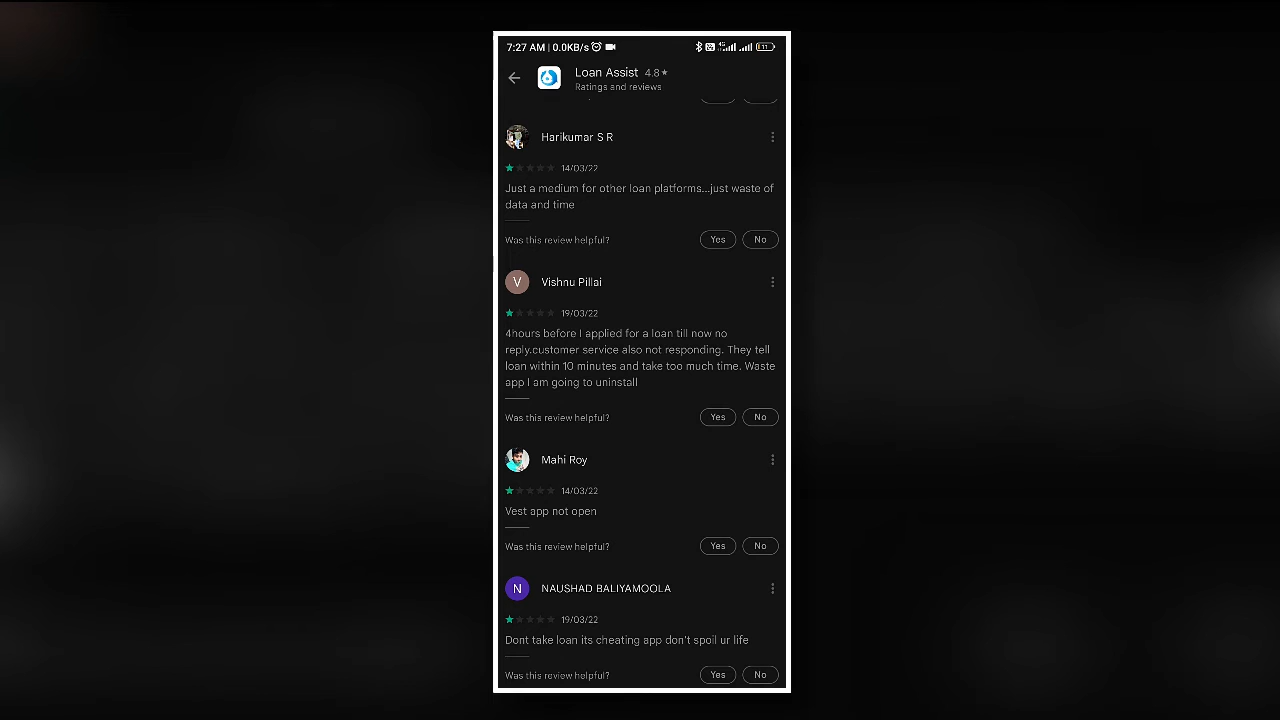 7:27 AM | 0.0KB/s
4G
11
Loan Assist 4.8★
Ratings and reviews
Harikumar S R
14/03/22
Just a medium for other loan platforms...just waste of
data and time
Was this review helpful? Yes No
V Vishnu Pillai
19/03/22
4hours before I applied for a loan till now no
reply.customer service also not responding. They tell
loan within 10 minutes and take too much time. Waste
app I am going to uninstall
Was this review helpful? Yes No
Mahi Roy
14/03/22
Vest app not open
Was this review helpful? Yes No
N NAUSHAD BALIYAMOOLA
19/03/22
Dont take loan its cheating app don't spoil ur life
Was this review helpful? Yes No